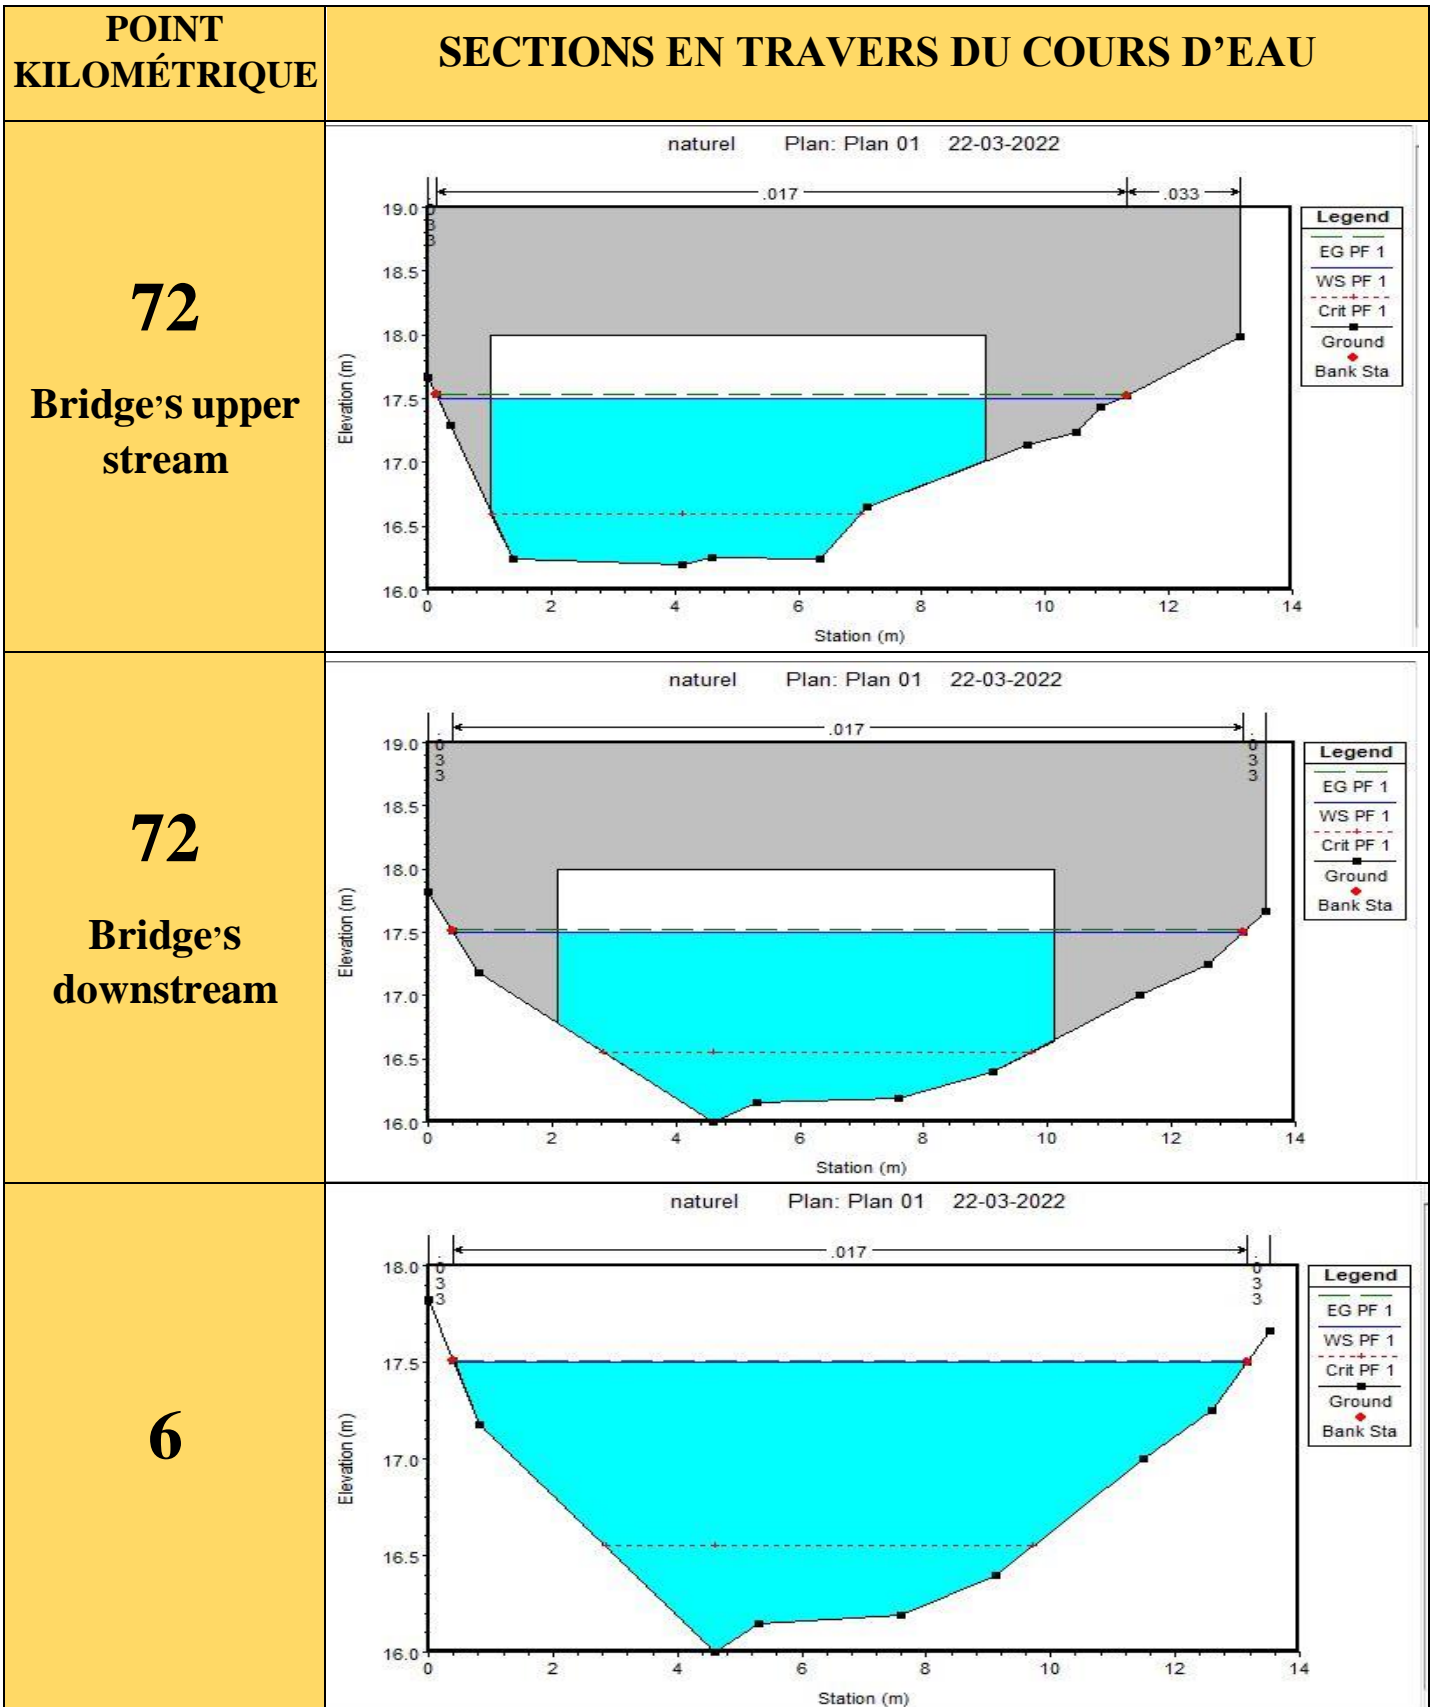 POINT
KILOMÉTRIQUE
SECTIONS EN TRAVERS DU COURS D’EAU
72
Bridge’s upper
stream
naturel Plan: Plan 01 22-03-2022
.033
.017
.033
19.0
18.5
18.0
17.5
17.0
16.5
16.0
Elevation (m)
0 2 4 6 8 10 12 14
Station (m)
Legend
EG PF 1
WS PF 1
Crit PF 1
Ground
Bank Sta
72
Bridge’s
downstream
naturel Plan: Plan 01 22-03-2022
.033
.017
.033
19.0
18.5
18.0
17.5
17.0
16.5
16.0
Elevation (m)
0 2 4 6 8 10 12 14
Station (m)
Legend
EG PF 1
WS PF 1
Crit PF 1
Ground
Bank Sta
6
naturel Plan: Plan 01 22-03-2022
.033
.017
.033
18.0
17.5
17.0
16.5
16.0
Elevation (m)
0 2 4 6 8 10 12 14
Station (m)
Legend
EG PF 1
WS PF 1
Crit PF 1
Ground
Bank Sta